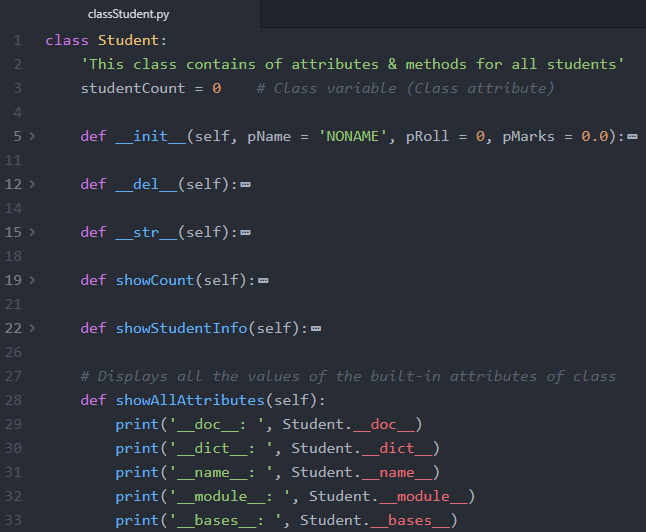 classStudent.py
1 class Student:
2 'This class contains of attributes & methods for all students'
3 studentCount = 0 # Class variable (Class attribute)
4
5 def __init__(self, pName = 'NONAME', pRoll = 0, pMarks = 0.0):
11
12 def __del__(self):
14
15 def __str__(self):
18
19 def showCount(self):
21
22 def showStudentInfo(self):
26
27 # Displays all the values of the built-in attributes of class
28 def showAllAttributes(self):
29 print('__doc__: ', Student.__doc__)
30 print('__dict__: ', Student.__dict__)
31 print('__name__: ', Student.__name__)
32 print('__module__: ', Student.__module__)
33 print('__bases__: ', Student.__bases__)